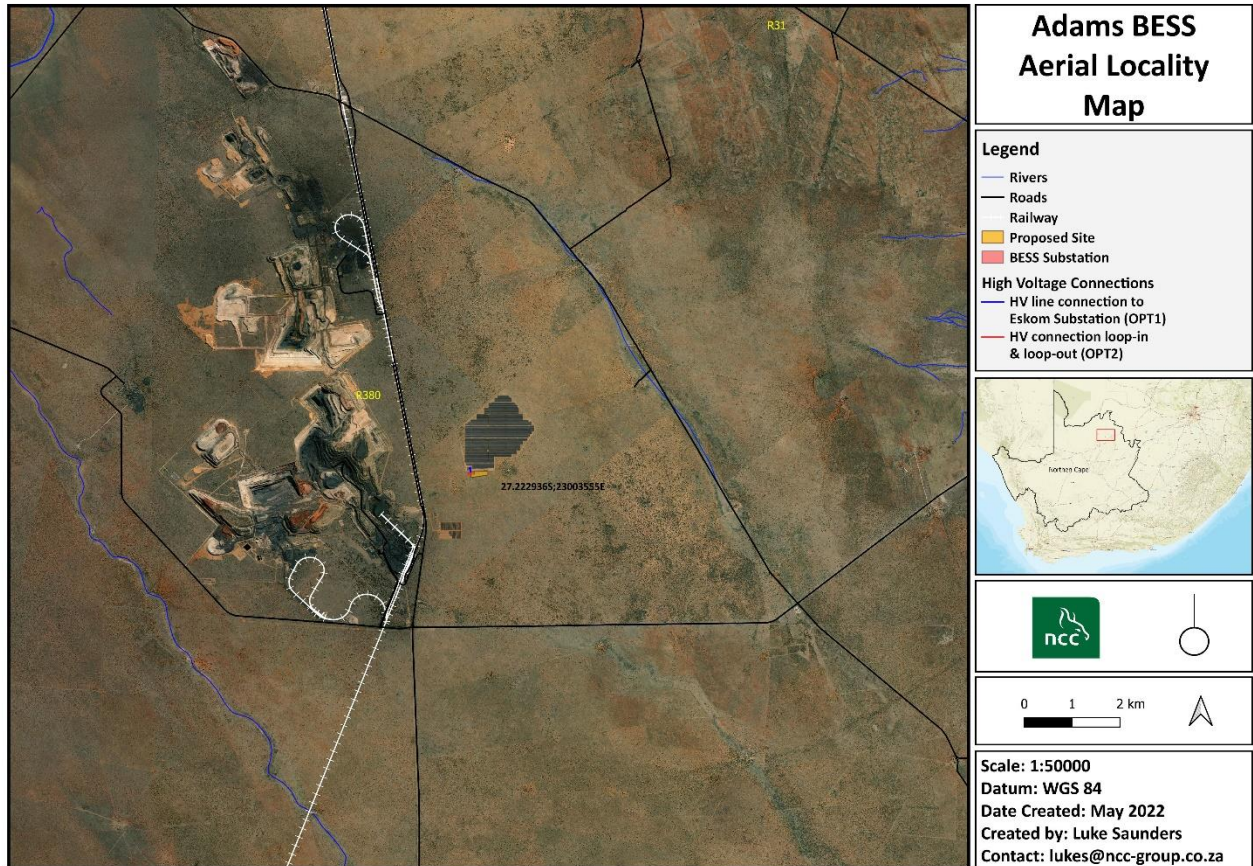 Adams BESS
Aerial Locality
Map
Legend
Rivers
Roads
Railway
Proposed Site
BESS Substation
High Voltage Connections
HV line connection to
Eskom Substation (OPT1)
HV connection loop-in
& loop-out (OPT2)
R31
R380
27.222936S;23003555E
Northen Cape
ncc
0 1 2 km
Scale: 1:50000
Datum: WGS 84
Date Created: May 2022
Created by: Luke Saunders
Contact: lukes@ncc-group.co.za